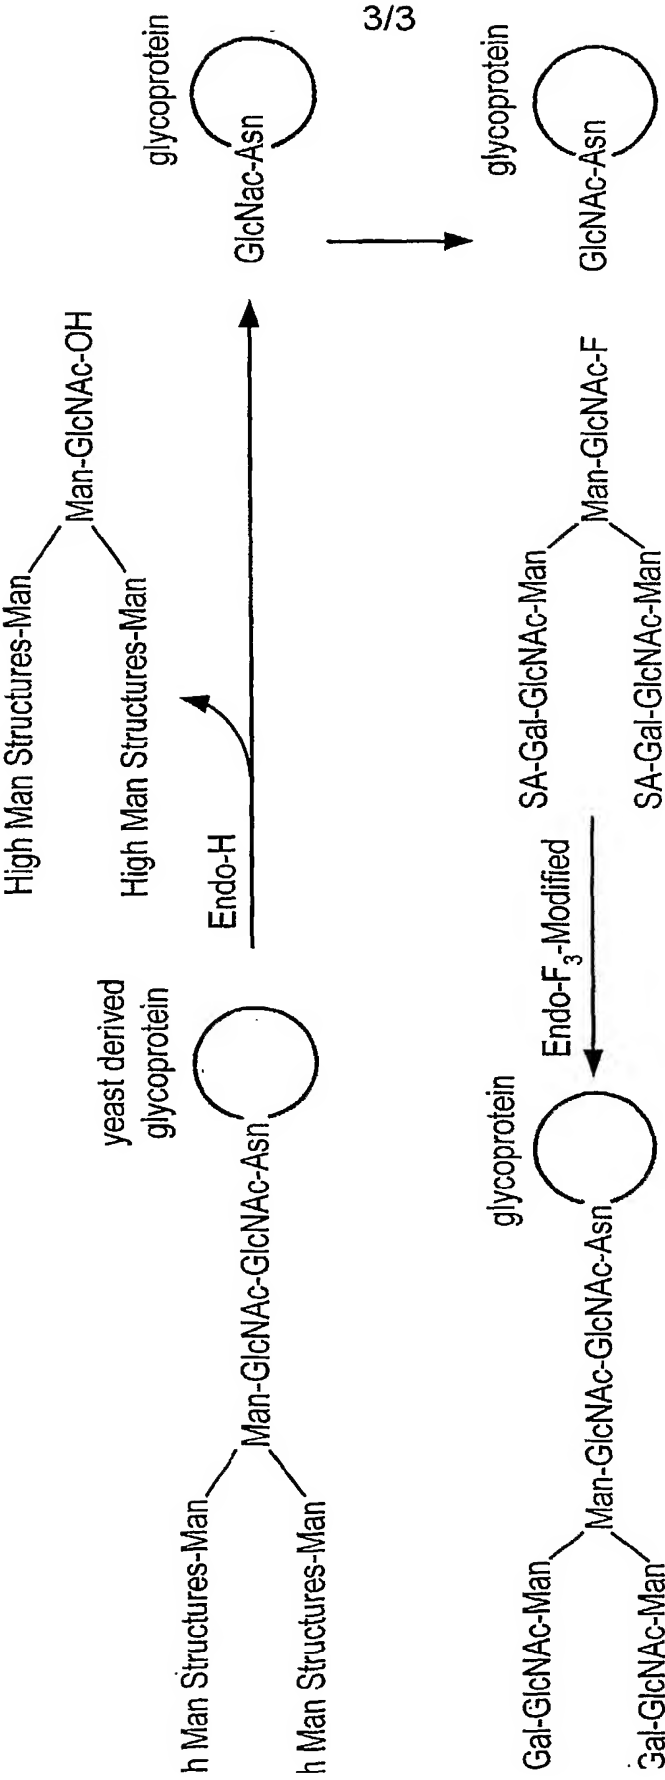 3/3
h Man Structures-Man
h Man Structures-Man
Man-GlcNAc-GlcNAc-Asn
yeast derived
glycoprotein
Endo-H
High Man Structures-Man
High Man Structures-Man
Man-GlcNAc-OH
glycoprotein
GlcNac-Asn
Gal-GlcNAc-Man
Gal-GlcNAc-Man
Man-GlcNAc-GlcNAc-Asn
glycoprotein
Endo-F₃-Modified
SA-Gal-GlcNAc-Man
SA-Gal-GlcNAc-Man
Man-GlcNAc-F
glycoprotein
GlcNAc-Asn